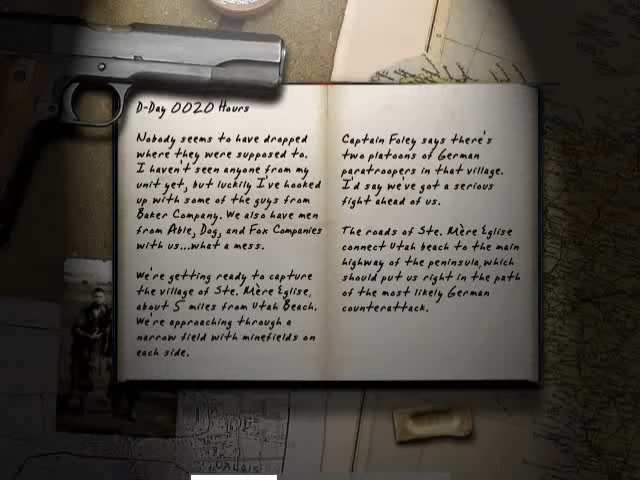 D-Day 0020 Hours
Nobody seems to have dropped
where they were supposed to.
I haven't seen anyone from my
unit yet, but luckily I've hooked
up with some of the guys from
Baker Company. We also have men
from Able, Dog, and Fox Companies
with us...what a mess.
We're getting ready to capture
the village of Ste. Mère Eglise,
about 5 miles from Utah Beach.
We're approaching through a
narrow field with minefields on
each side.
Captain Foley says there's
two platoons of German
paratroopers in that village.
I'd say we've got a serious
fight ahead of us.
The roads of Ste. Mère Eglise
connect Utah beach to the main
highway of the peninsula, which
should put us right in the path
of the most likely German
counterattack.